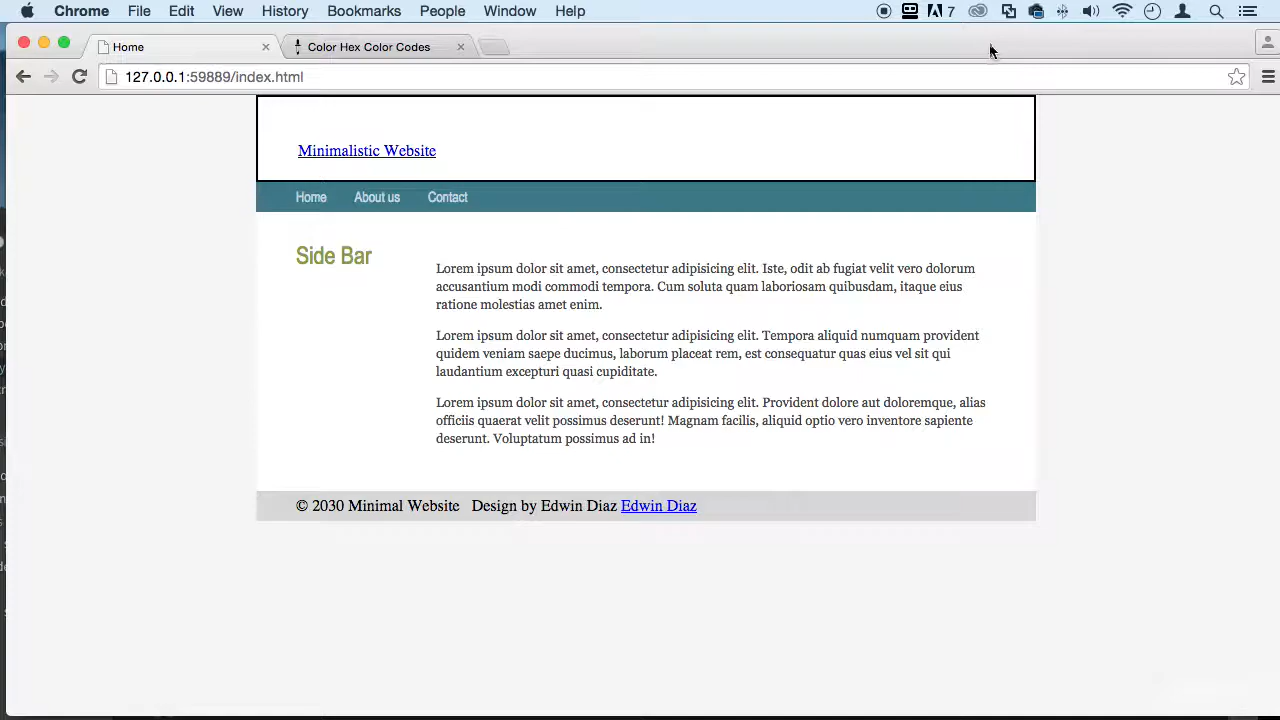 Chrome File Edit View History Bookmarks People Window Help 7
Home Color Hex Color Codes
127.0.0.1:59889/index.html
Minimalistic Website
Home About us Contact
Side Bar
Lorem ipsum dolor sit amet, consectetur adipisicing elit. Iste, odit ab fugiat velit vero dolorum
accusantium modi commodi tempora. Cum soluta quam laboriosam quibusdam, itaque eius
ratione molestias amet enim.
Lorem ipsum dolor sit amet, consectetur adipisicing elit. Tempora aliquid numquam provident
quidem veniam saepe ducimus, laborum placeat rem, est consequatur quas eius vel sit qui
laudantium excepturi quasi cupiditate.
Lorem ipsum dolor sit amet, consectetur adipisicing elit. Provident dolore aut doloremque, alias
officiis quaerat velit possimus deserunt! Magnam facilis, aliquid optio vero inventore sapiente
deserunt. Voluptatum possimus ad in!
© 2030 Minimal Website Design by Edwin Diaz Edwin Diaz